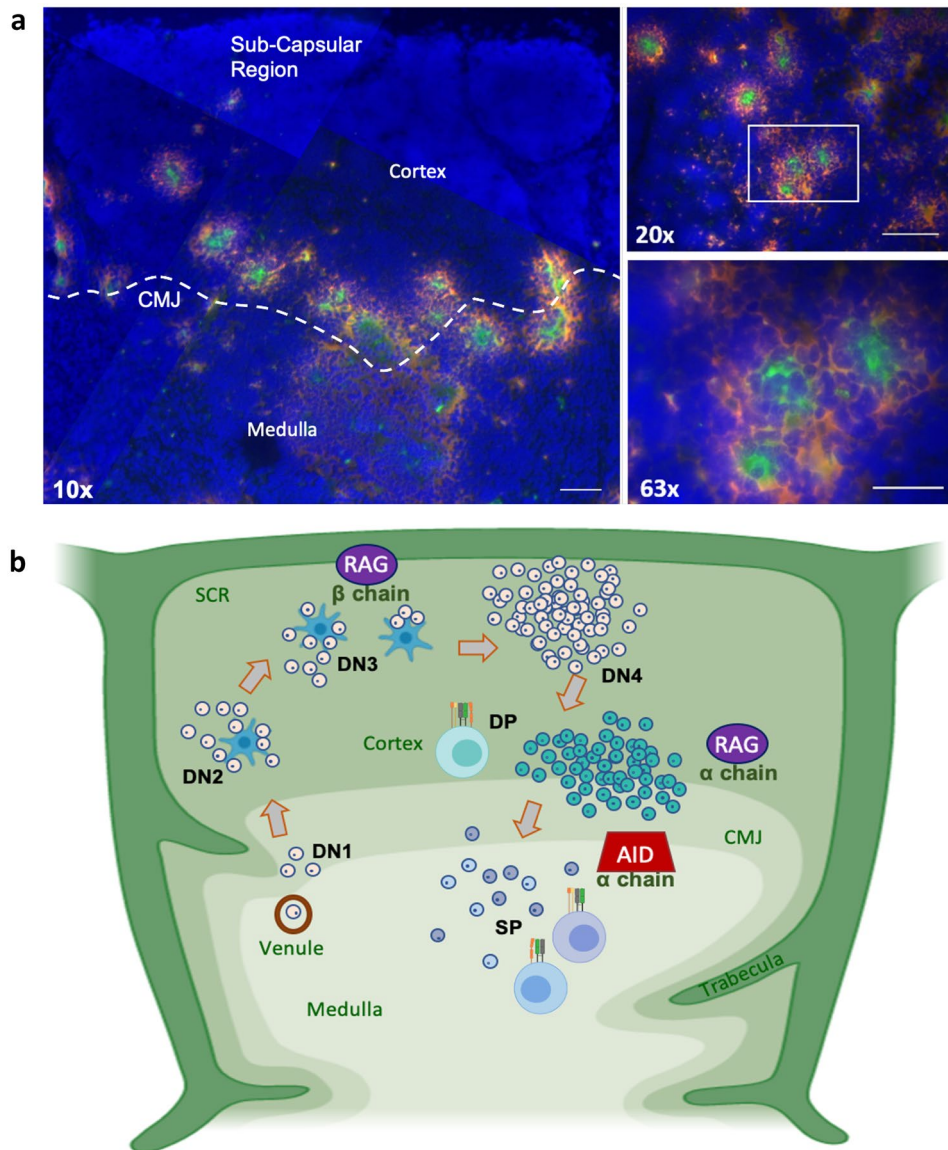 a
Sub-Capsular
Region
Cortex
CMJ
Medulla
10x
20x
63x
b
SCR
RAG
β chain
DN3
DN4
DN2
Cortex
DP
RAG
α chain
DN1
CMJ
AID
α chain
Venule
SP
Medulla
Trabecula